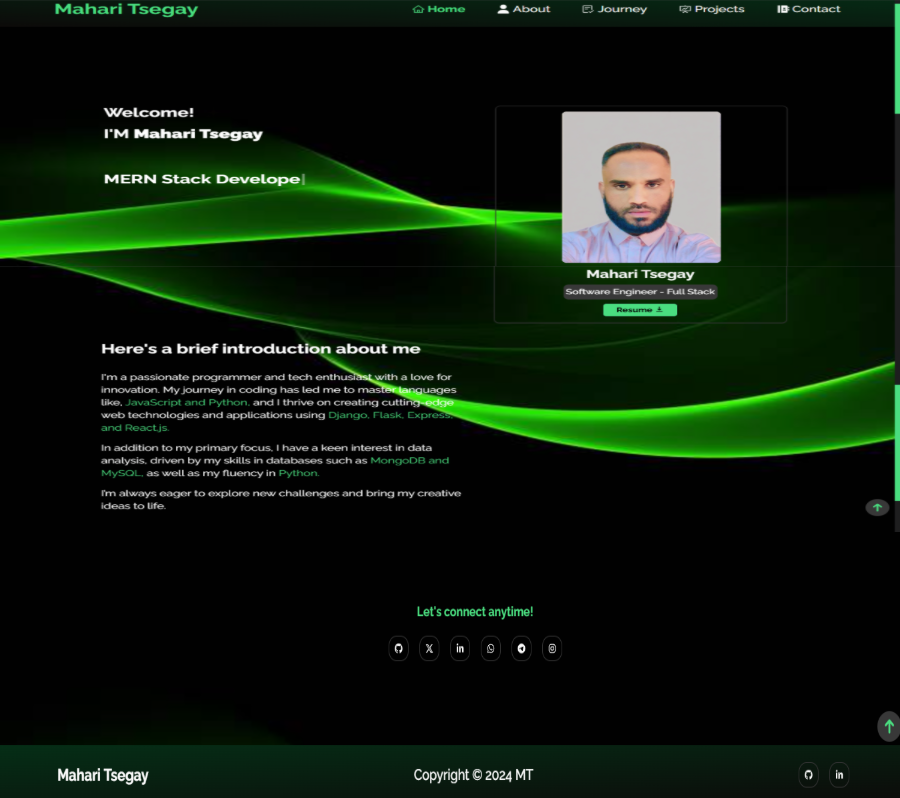 Mahari Tsegay
Home About Journey Projects Contact
Welcome!
I'M Mahari Tsegay
MERN Stack Develope
Mahari Tsegay
Software Engineer - Full Stack
Resume
Here's a brief introduction about me
I'm a passionate programmer and tech enthusiast with a love for
innovation. My journey in coding has led me to master languages
like, JavaScript and Python, and I thrive on creating cutting-edge
web technologies and applications using Django, Flask, Express,
and React.js.
In addition to my primary focus, I have a keen interest in data
analysis, driven by my skills in databases such as MongoDB and
MySQL, as well as my fluency in Python.
I'm always eager to explore new challenges and bring my creative
ideas to life.
Let's connect anytime!
Mahari Tsegay
Copyright © 2024 MT